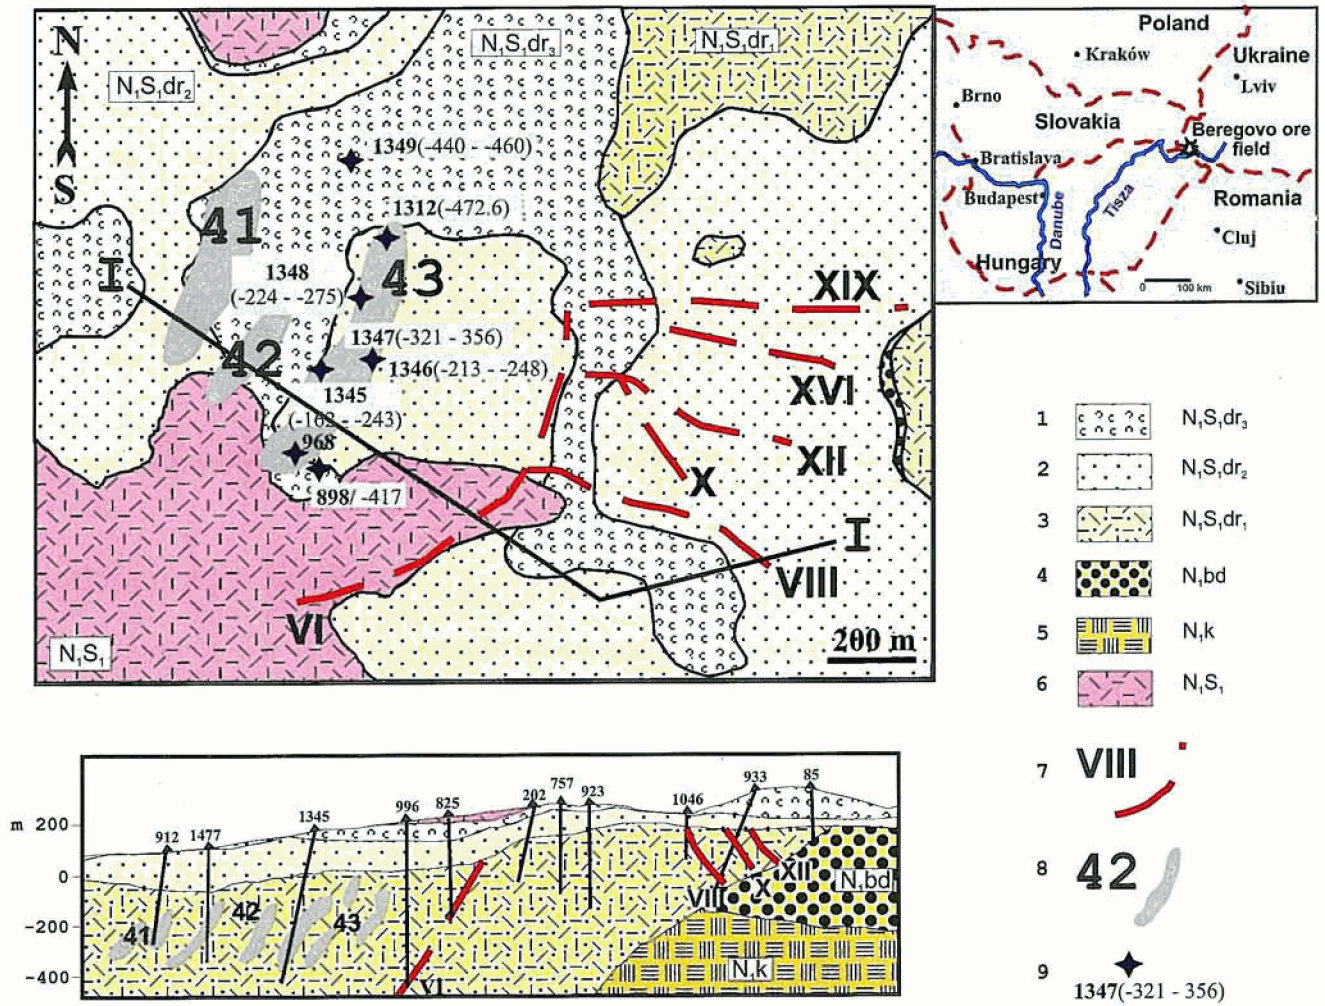 N
S
N₁S₁dr₂
N₁S₁dr₃
N₁S₁dr₁
1349(-440 - -460)
1312(-472.6)
41
43
I
1348
(-224 - -275)
1347(-321 - 356)
1346(-213 - -248)
42
1345
(-162 - -243)
968
898/ -417
XIX
XVI
XII
X
I
VIII
VI
N₁S₁
200 m
Poland
Kraków
Ukraine
Lviv
Brno
Slovakia
Beregovo ore
field
Bratislava
Budapest
Danube
Tisza
Romania
Cluj
Hungary
0 100 km
Sibiu
1 N₁S₁dr₃
2 N₁S₁dr₂
3 N₁S₁dr₁
4 N₁bd
5 N₁k
6 N₁S₁
7 VIII
8 42
9
1347(-321 - 356)
m 200
0
-200
-400
912 1477 1345 996 825 202 757 923 1046 933 85
41 42 43
VI
VIII X XII
N₁bd
N₁k